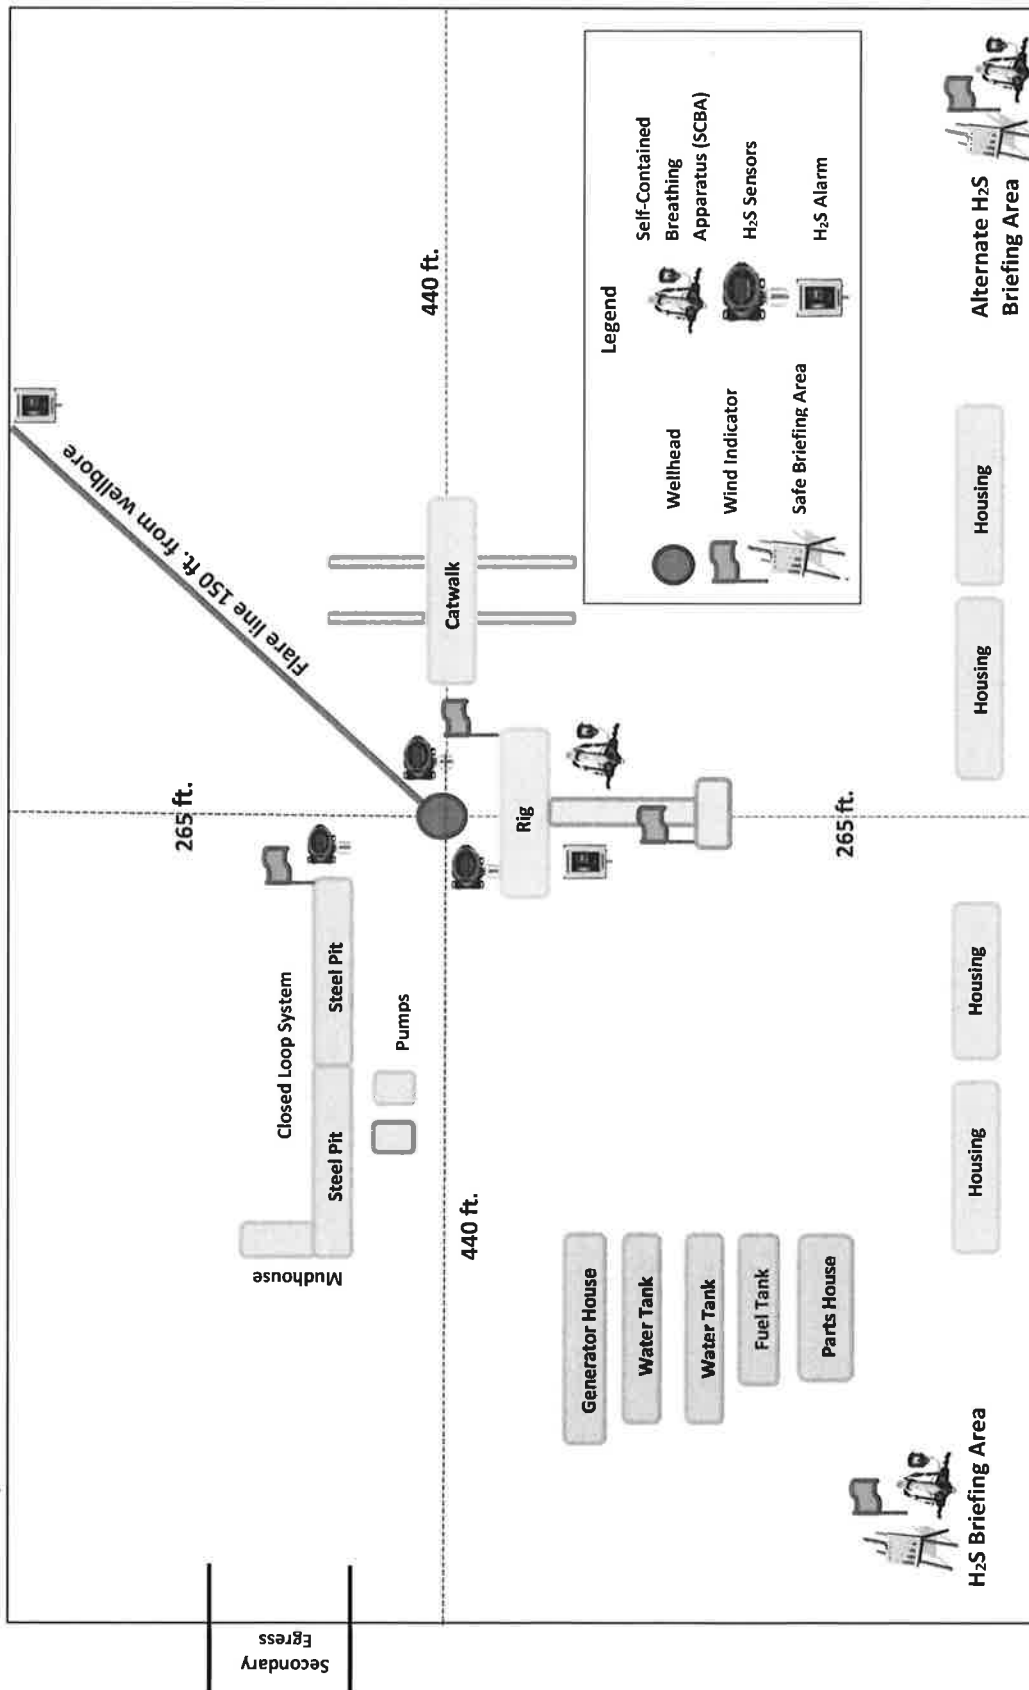 Secondary
Egress
440 ft.
440 ft.
265 ft.
265 ft.
Flare line 150 ft. from wellbore
Mudhouse
Closed Loop System
Steel Pit
Steel Pit
Pumps
Rig
Catwalk
Generator House
Water Tank
Water Tank
Fuel Tank
Parts House
Housing
Housing
Housing
Housing
H2S Briefing Area
Alternate H2S
Briefing Area
Legend
Wellhead
Wind Indicator
Safe Briefing Area
Self-Contained
Breathing
Apparatus (SCBA)
H2S Sensors
H2S Alarm